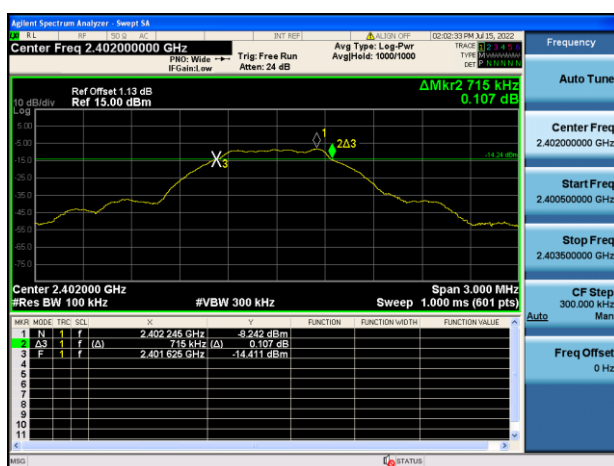 Agilent Spectrum Analyzer - Swept SA
RL RF 50 Ω AC INT REF ALIGN OFF 02:02:33 PM Jul 15, 2022
Center Freq 2.402000000 GHz
PNO: Wide Trig: Free Run
IFGain:Low Atten: 24 dB
Avg Type: Log-Pwr
Avg|Hold: 1000/1000
TRACE 1 2 3 4 5 6
TYPE M W W W W W
DET P N N N N N
Ref Offset 1.13 dB
Ref 15.00 dBm
ΔMkr2 715 kHz
0.107 dB
10 dB/div
Log
5.00
-5.00
-15.0
-25.0
-35.0
-45.0
-55.0
-65.0
-75.0
1
2Δ3
3
-14.24 dBm
Center 2.402000 GHz Span 3.000 MHz
#Res BW 100 kHz #VBW 300 kHz Sweep 1.000 ms (601 pts)
MKR MODE TRC SCL X Y FUNCTION FUNCTION WIDTH FUNCTION VALUE
1 N 1 f 2.402 245 GHz -8.242 dBm
2 Δ3 1 f (Δ) 715 kHz (Δ) 0.107 dB
3 F 1 f 2.401 625 GHz -14.411 dBm
4
5
6
7
8
9
10
11
MSG STATUS
Frequency
Auto Tune
Center Freq
2.402000000 GHz
Start Freq
2.400500000 GHz
Stop Freq
2.403500000 GHz
CF Step
300.000 kHz
Auto Man
Freq Offset
0 Hz